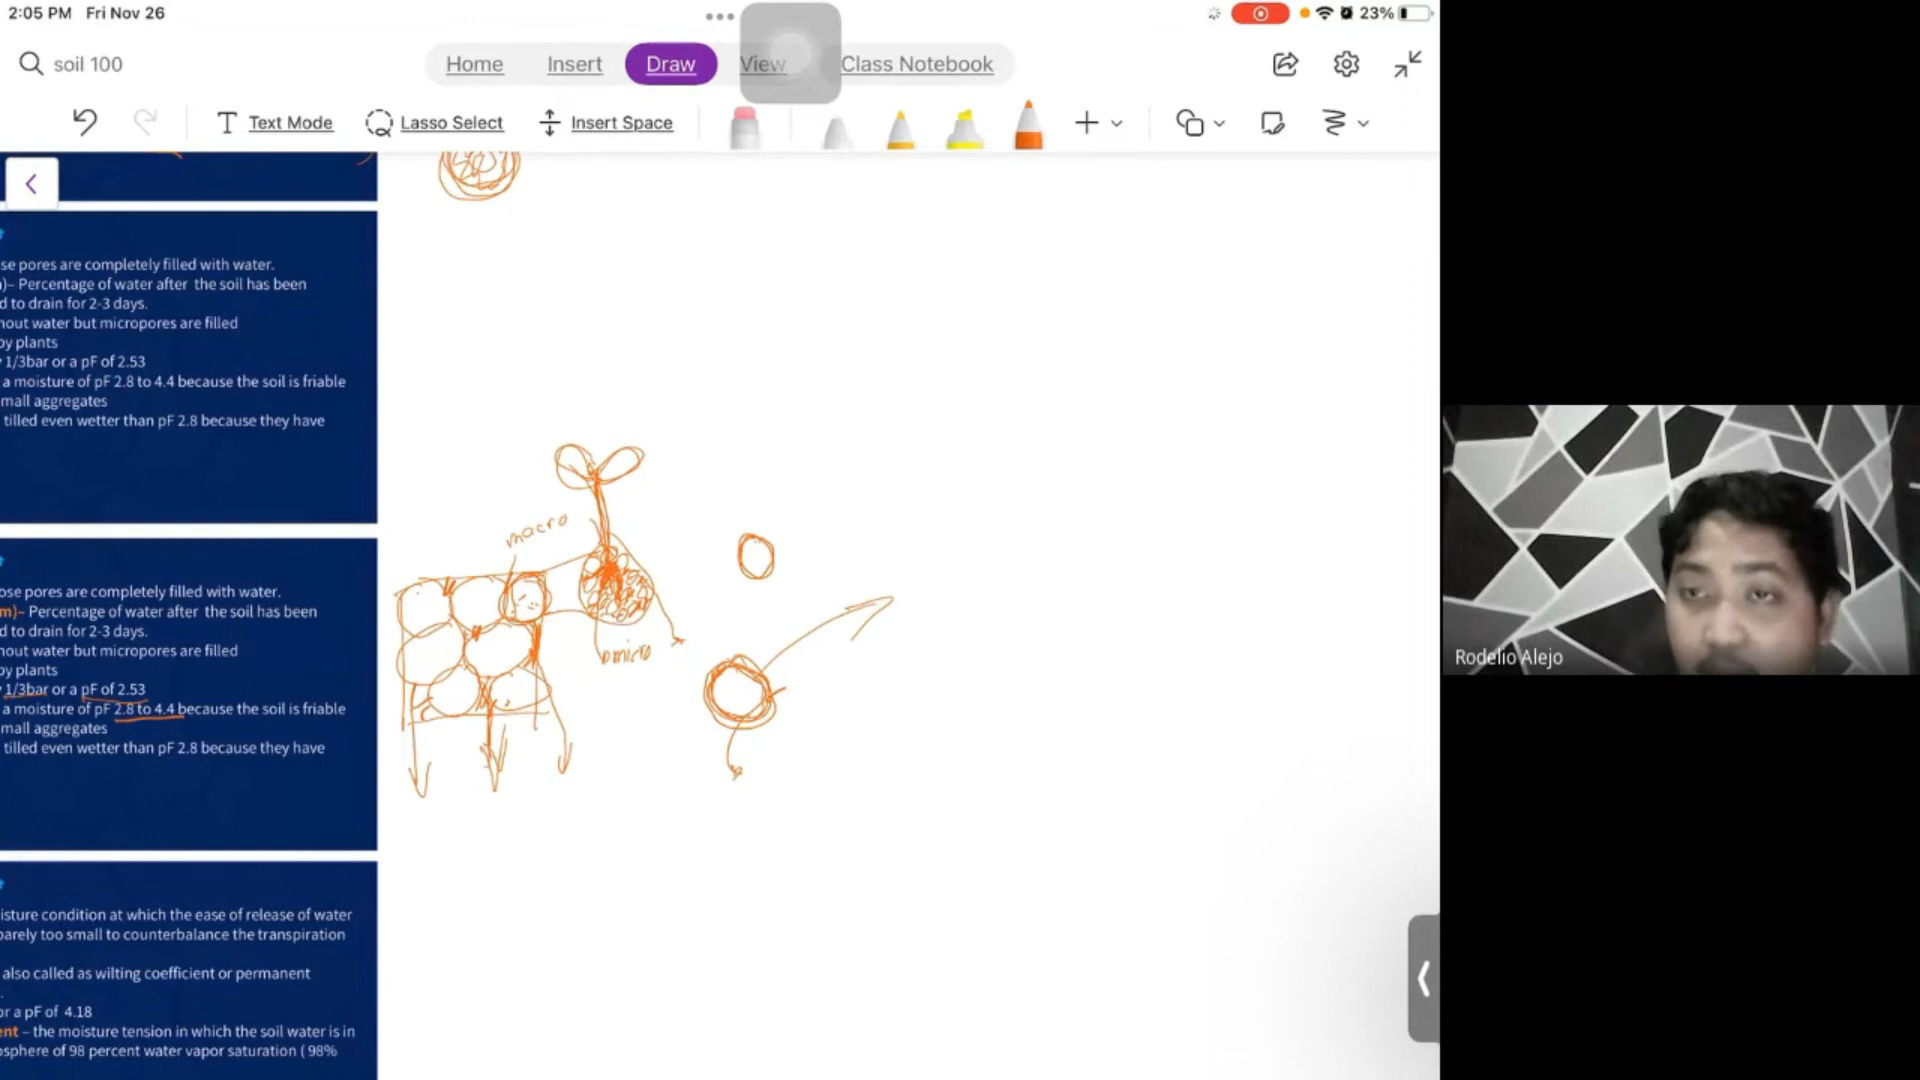 2:05 PM Fri Nov 26
23%
soil 100
Home Insert Draw View Class Notebook
Text Mode Lasso Select Insert Space
se pores are completely filled with water.
)– Percentage of water after the soil has been
d to drain for 2-3 days.
hout water but micropores are filled
by plants
1/3bar or a pF of 2.53
a moisture of pF 2.8 to 4.4 because the soil is friable
mall aggregates
tilled even wetter than pF 2.8 because they have
ose pores are completely filled with water.
m)– Percentage of water after the soil has been
d to drain for 2-3 days.
hout water but micropores are filled
by plants
1/3bar or a pF of 2.53
a moisture of pF 2.8 to 4.4 because the soil is friable
mall aggregates
tilled even wetter than pF 2.8 because they have
isture condition at which the ease of release of water
barely too small to counterbalance the transpiration
also called as wilting coefficient or permanent
.
or a pF of 4.18
ent – the moisture tension in which the soil water is in
osphere of 98 percent water vapor saturation ( 98%
macro
micro
Rodelio Alejo